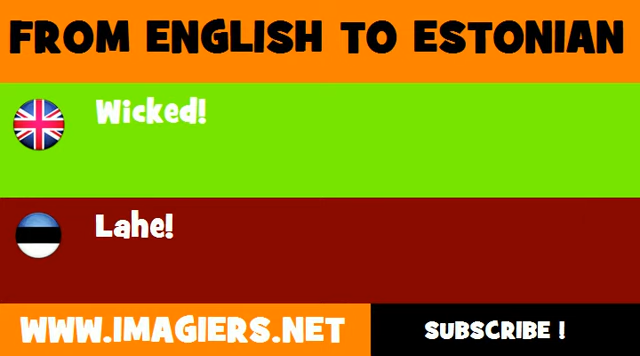 FROM ENGLISH TO ESTONIAN
Wicked!
Lahe!
WWW.IMAGIERS.NET
SUBSCRIBE !